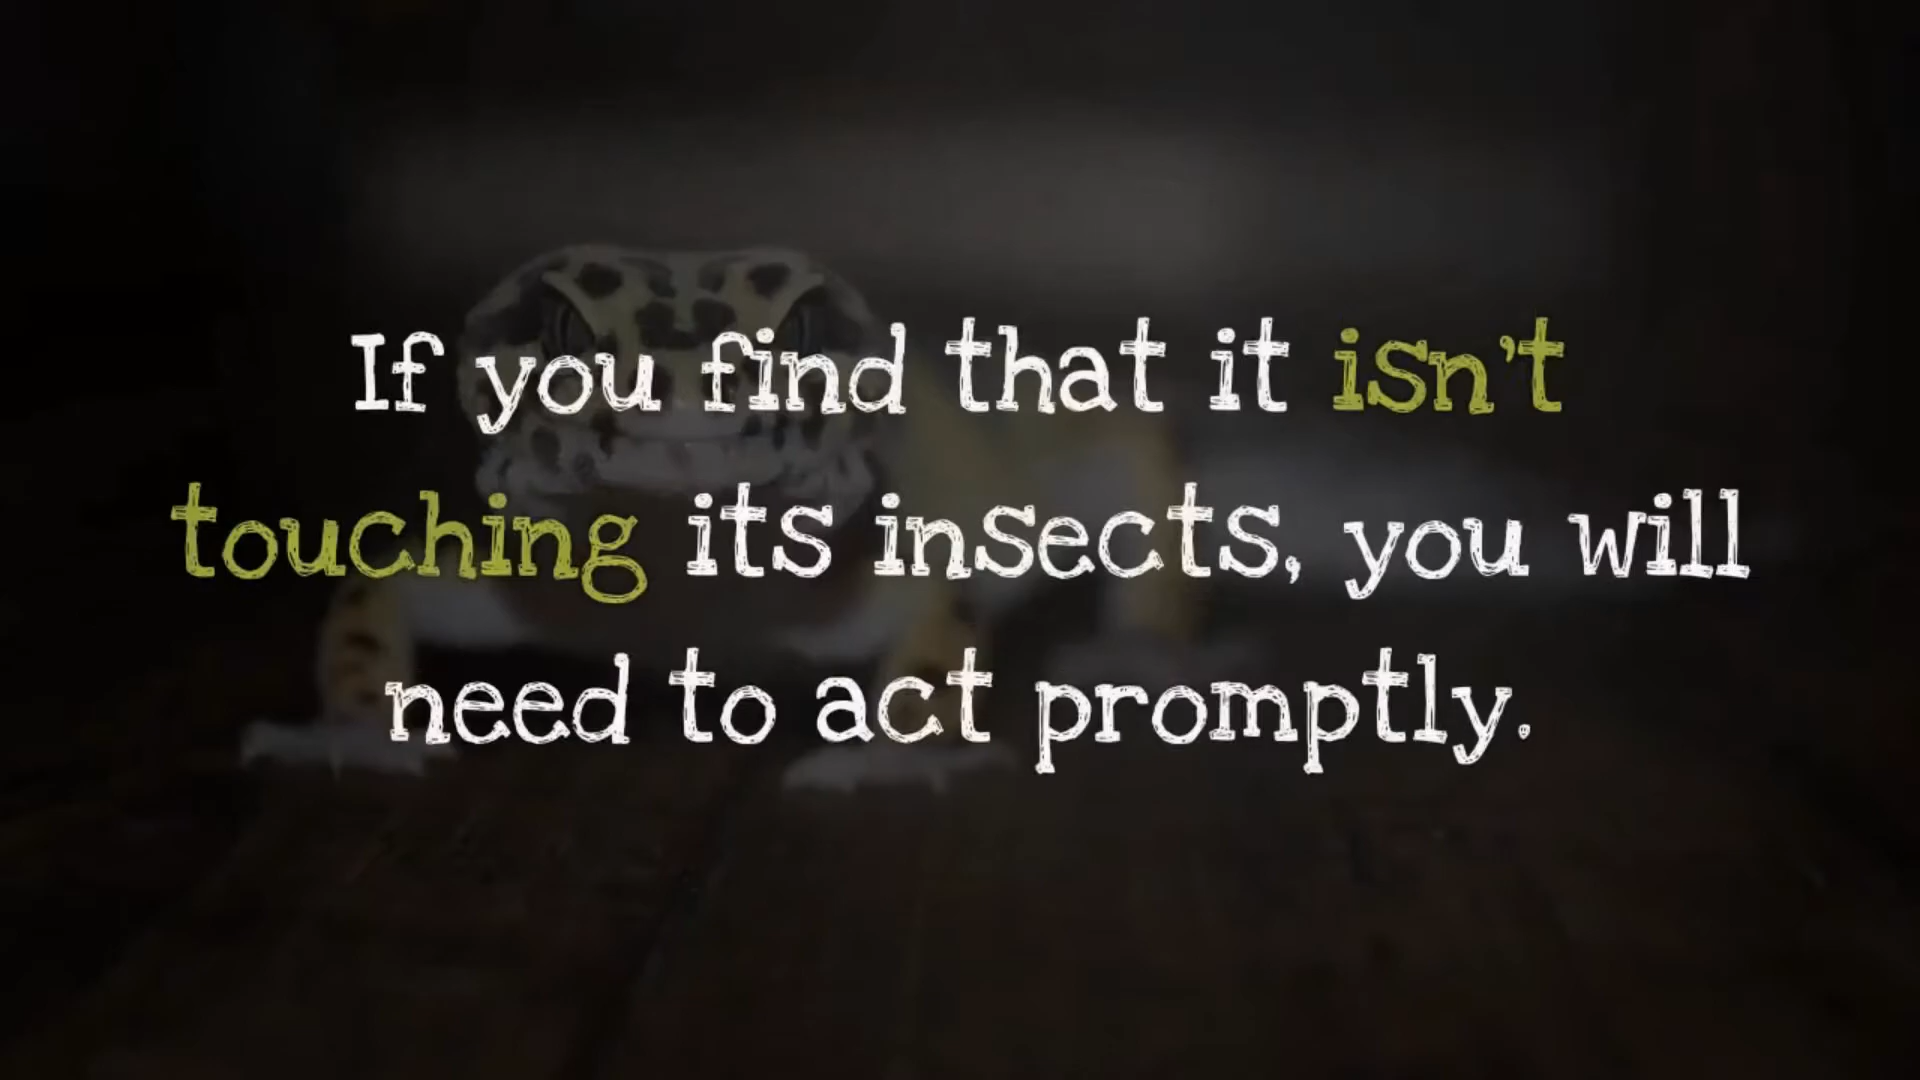 If you find that it isn't
touching its insects, you will
need to act promptly.